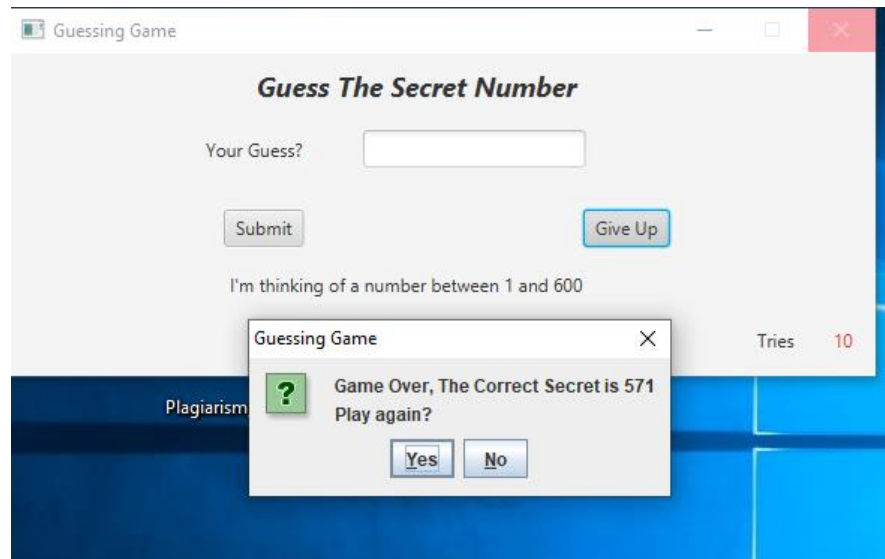 Guessing Game
Guess The Secret Number
Your Guess?
Submit
Give Up
I'm thinking of a number between 1 and 600
Guessing Game
Tries 10
Game Over, The Correct Secret is 571
Play again?
Plagiarism
Yes No